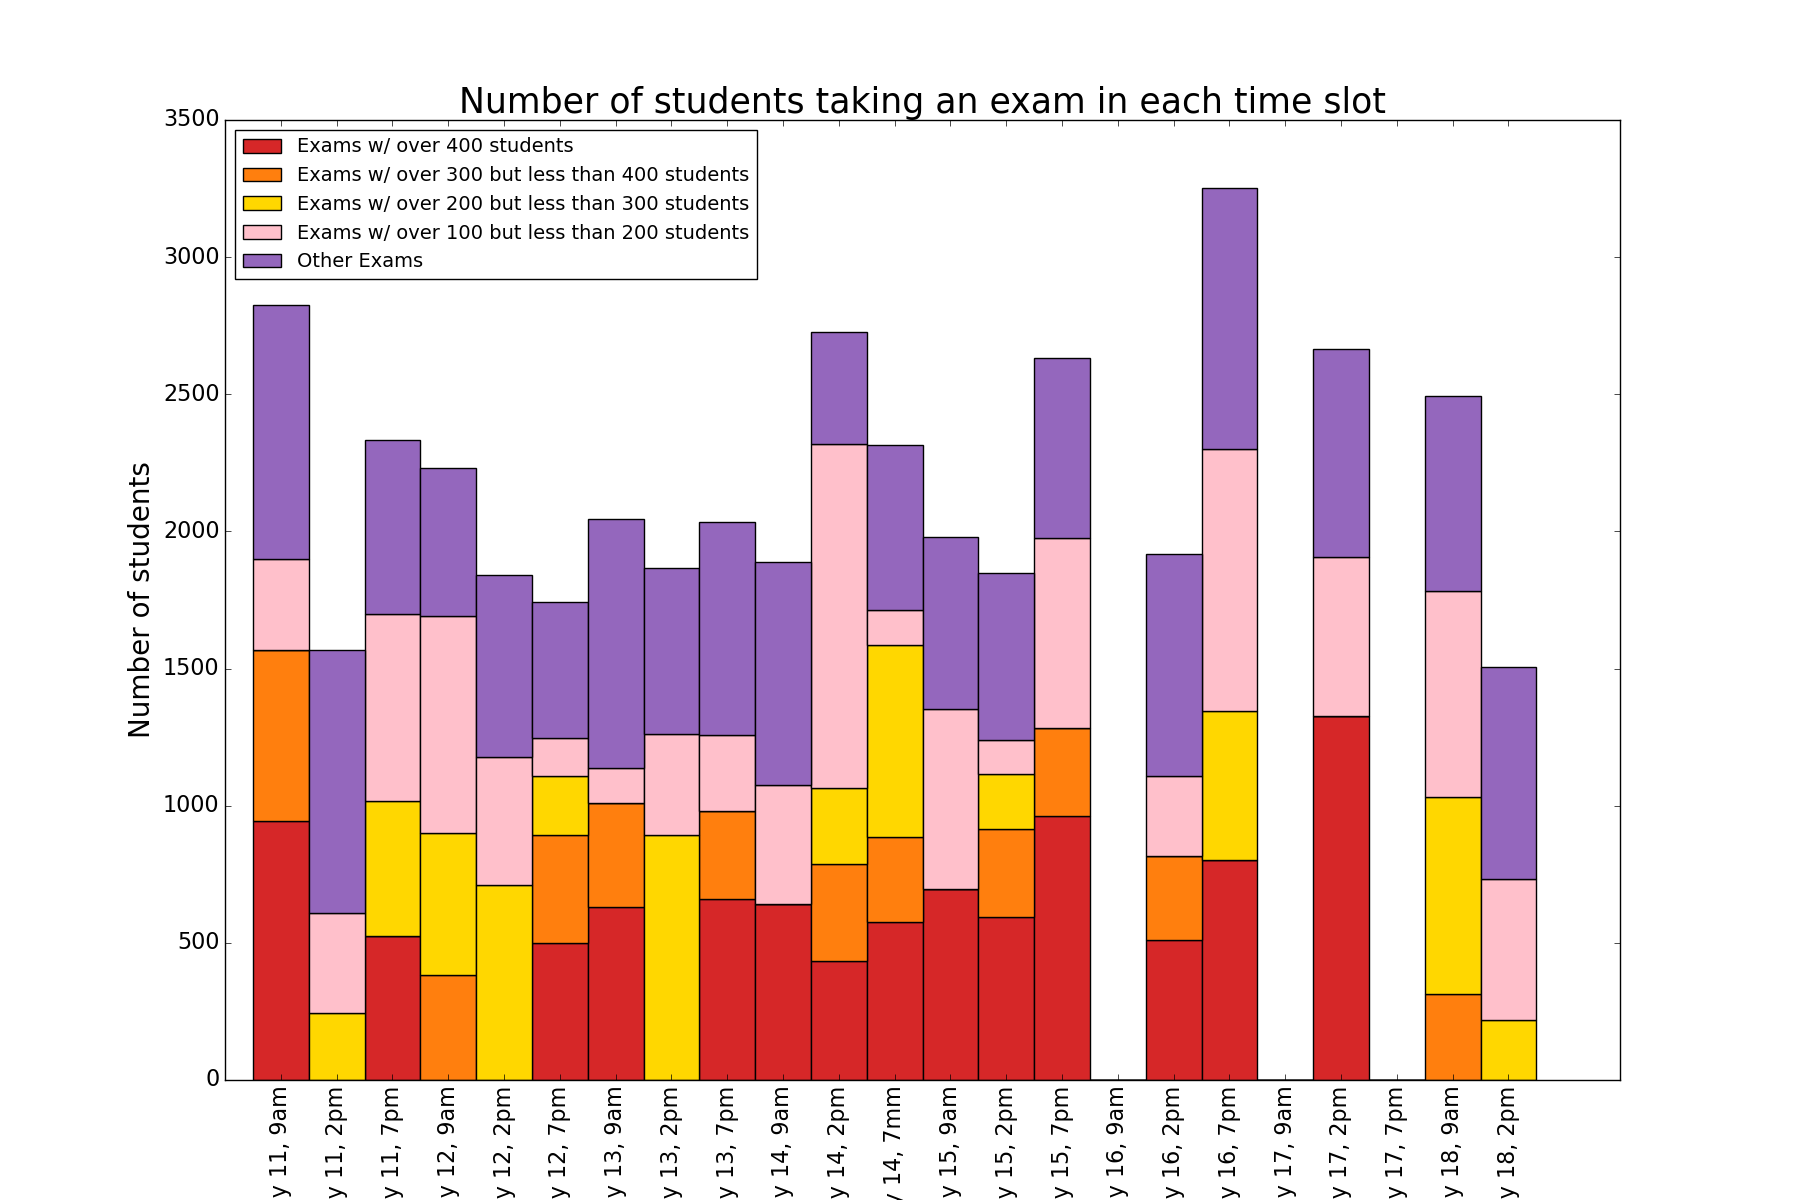 Number of students taking an exam in each time slot
Exams w/ over 400 students
Exams w/ over 300 but less than 400 students
Exams w/ over 200 but less than 300 students
Exams w/ over 100 but less than 200 students
Other Exams
Number of students
3500
3000
2500
2000
1500
1000
500
0
y 11, 9am
y 11, 2pm
y 11, 7pm
y 12, 9am
y 12, 2pm
y 12, 7pm
y 13, 9am
y 13, 2pm
y 13, 7pm
y 14, 9am
y 14, 2pm
y 14, 7mm
y 15, 9am
y 15, 2pm
y 15, 7pm
y 16, 9am
y 16, 2pm
y 16, 7pm
y 17, 9am
y 17, 2pm
y 17, 7pm
y 18, 9am
y 18, 2pm